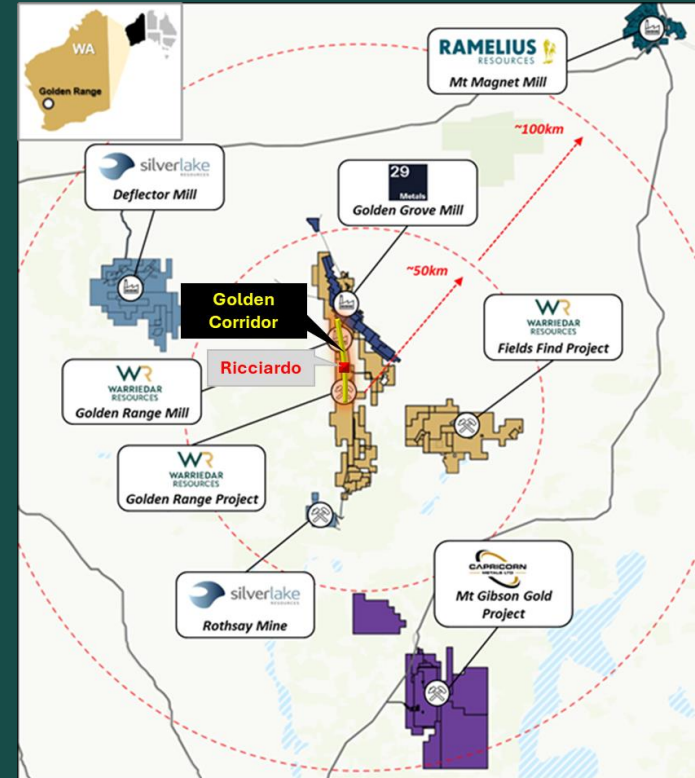 WA
Golden Range
RAMELIUS
RESOURCES
Mt Magnet Mill
~100km
silverlake
RESOURCES
Deflector Mill
29
Metals
Golden Grove Mill
~50km
Golden
Corridor
WR
WARRIEDAR
RESOURCES
Fields Find Project
Ricciardo
WR
WARRIEDAR
RESOURCES
Golden Range Mill
WR
WARRIEDAR
RESOURCES
Golden Range Project
silverlake
RESOURCES
Rothsay Mine
CAPRICORN
METALS LTD
Mt Gibson Gold
Project